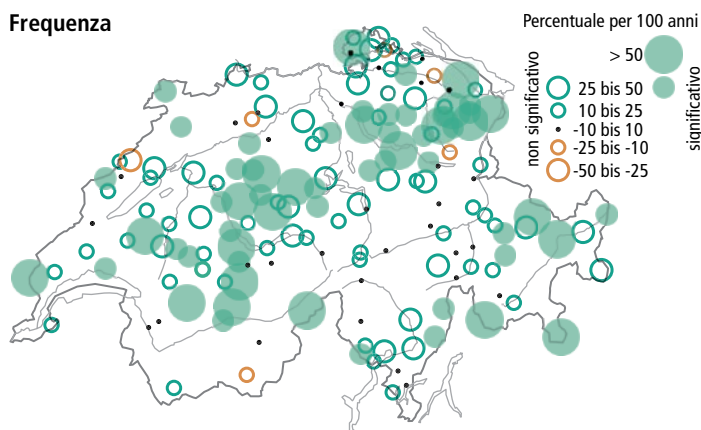 Frequenza
Percentuale per 100 anni
> 50
25 bis 50
10 bis 25
-10 bis 10
-25 bis -10
-50 bis -25
non significativo
significativo